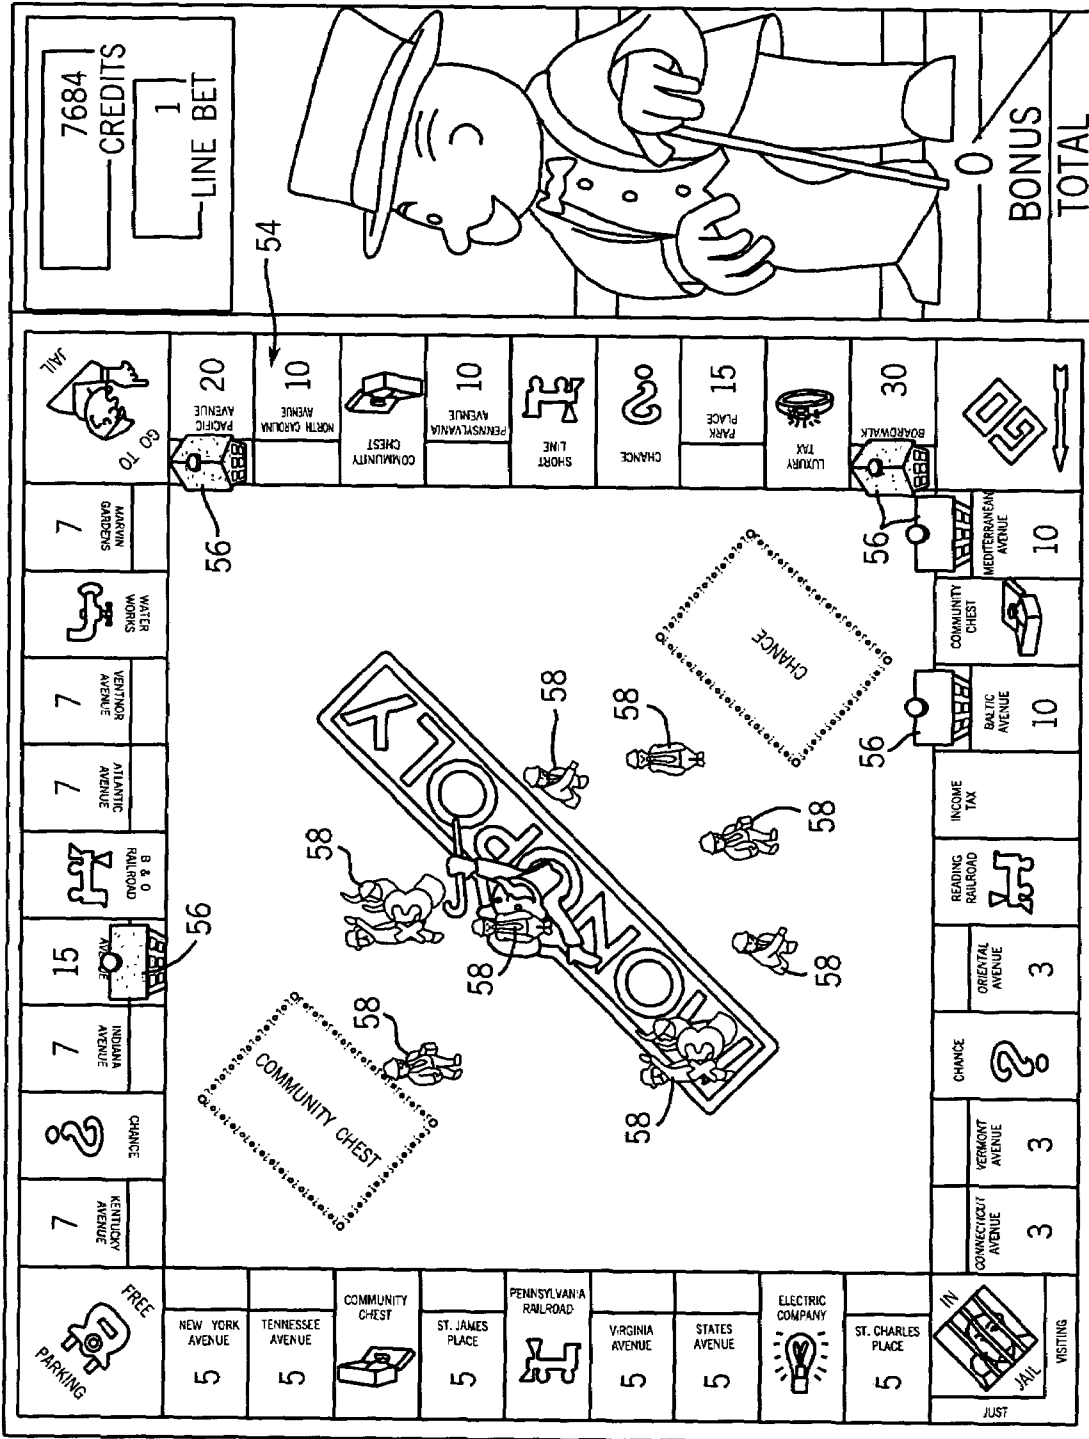 7684
CREDITS
1
LINE BET
54
0
BONUS
TOTAL
GO TO
JAIL
20
PACIFIC
AVENUE
56
10
NORTH CAROLINA
AVENUE
COMMUNITY
CHEST
10
PENNSYLVANIA
AVENUE
SHORT
LINE
CHANCE
15
PARK
PLACE
LUXURY
TAX
30
BOARDWALK
56
GO
MEDITERRANEAN
AVENUE
10
COMMUNITY
CHEST
56
BALTIC
AVENUE
10
INCOME
TAX
READING
RAILROAD
ORIENTAL
AVENUE
3
CHANCE
VERMONT
AVENUE
3
CONNECTICUT
AVENUE
3
IN
JAIL
JUST
VISITING
ST. CHARLES
PLACE
5
ELECTRIC
COMPANY
STATES
AVENUE
5
VIRGINIA
AVENUE
5
PENNSYLVANIA
RAILROAD
ST. JAMES
PLACE
5
COMMUNITY
CHEST
TENNESSEE
AVENUE
5
NEW YORK
AVENUE
5
FREE
PARKING
7
KENTUCKY
AVENUE
CHANCE
7
INDIANA
AVENUE
15
AVENUE
56
B & O
RAILROAD
7
ATLANTIC
AVENUE
7
VENTNOR
AVENUE
WATER
WORKS
7
MARVIN
GARDENS
COMMUNITY CHEST
MONOPOLY
CHANCE
58
58
58
58
58
58
58
58